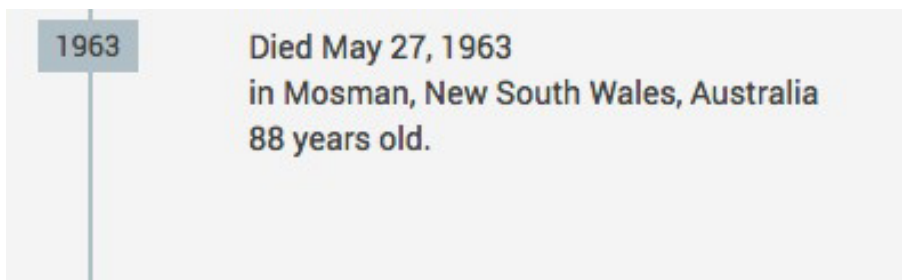 1963
Died May 27, 1963
in Mosman, New South Wales, Australia
88 years old.